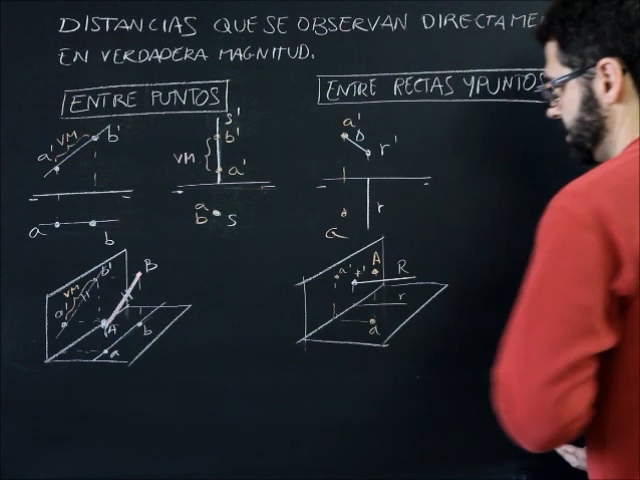 DISTANCIAS QUE SE OBSERVAN DIRECTAME
EN VERDADERA MAGNITUD.
ENTRE PUNTOS
ENTRE RECTAS Y PUNTOS
VM
a'
b'
a
b
s'
b'
VM
a'
a
b
s
a'
D
r'
r
a
B
b'
VM
a'
A
b
a
A
a'
r'
R
r
a